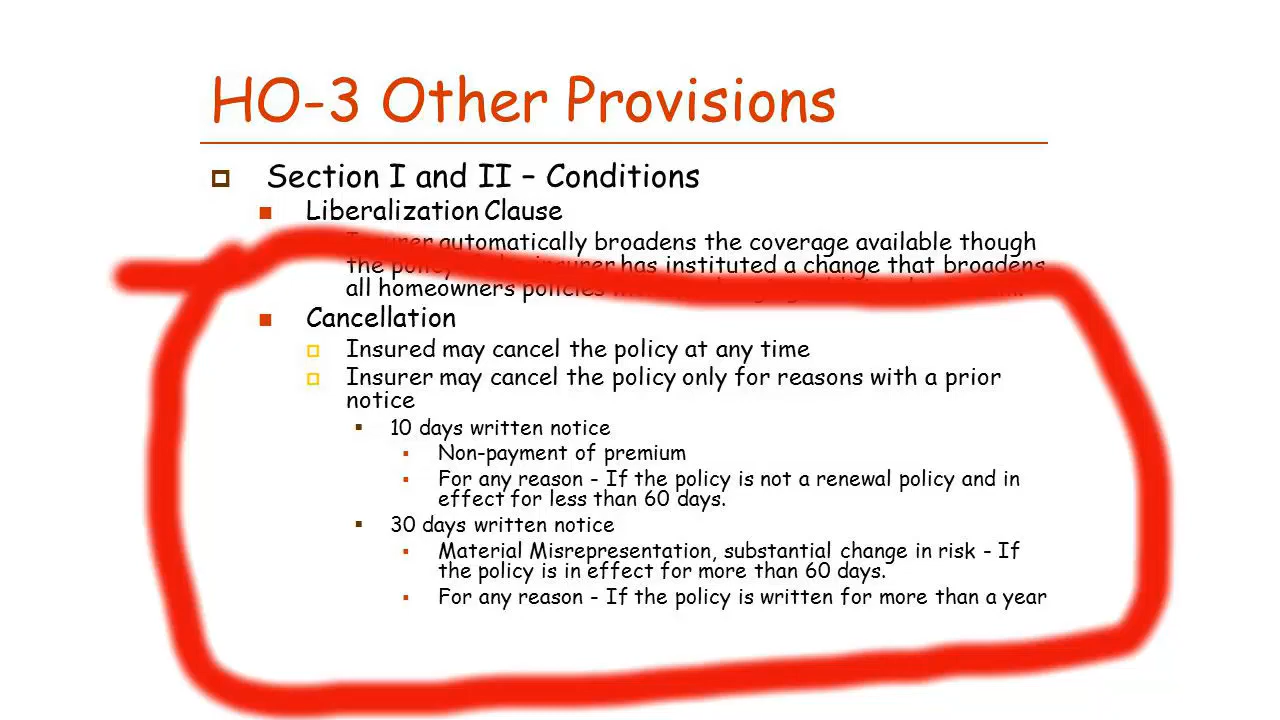 HO-3 Other Provisions
Section I and II – Conditions
Liberalization Clause
Insurer automatically broadens the coverage available though
the insurer has instituted a change that broadens
all homeowners policies
Cancellation
Insured may cancel the policy at any time
Insurer may cancel the policy only for reasons with a prior
notice
10 days written notice
Non-payment of premium
For any reason - If the policy is not a renewal policy and in
effect for less than 60 days.
30 days written notice
Material Misrepresentation, substantial change in risk - If
the policy is in effect for more than 60 days.
For any reason - If the policy is written for more than a year